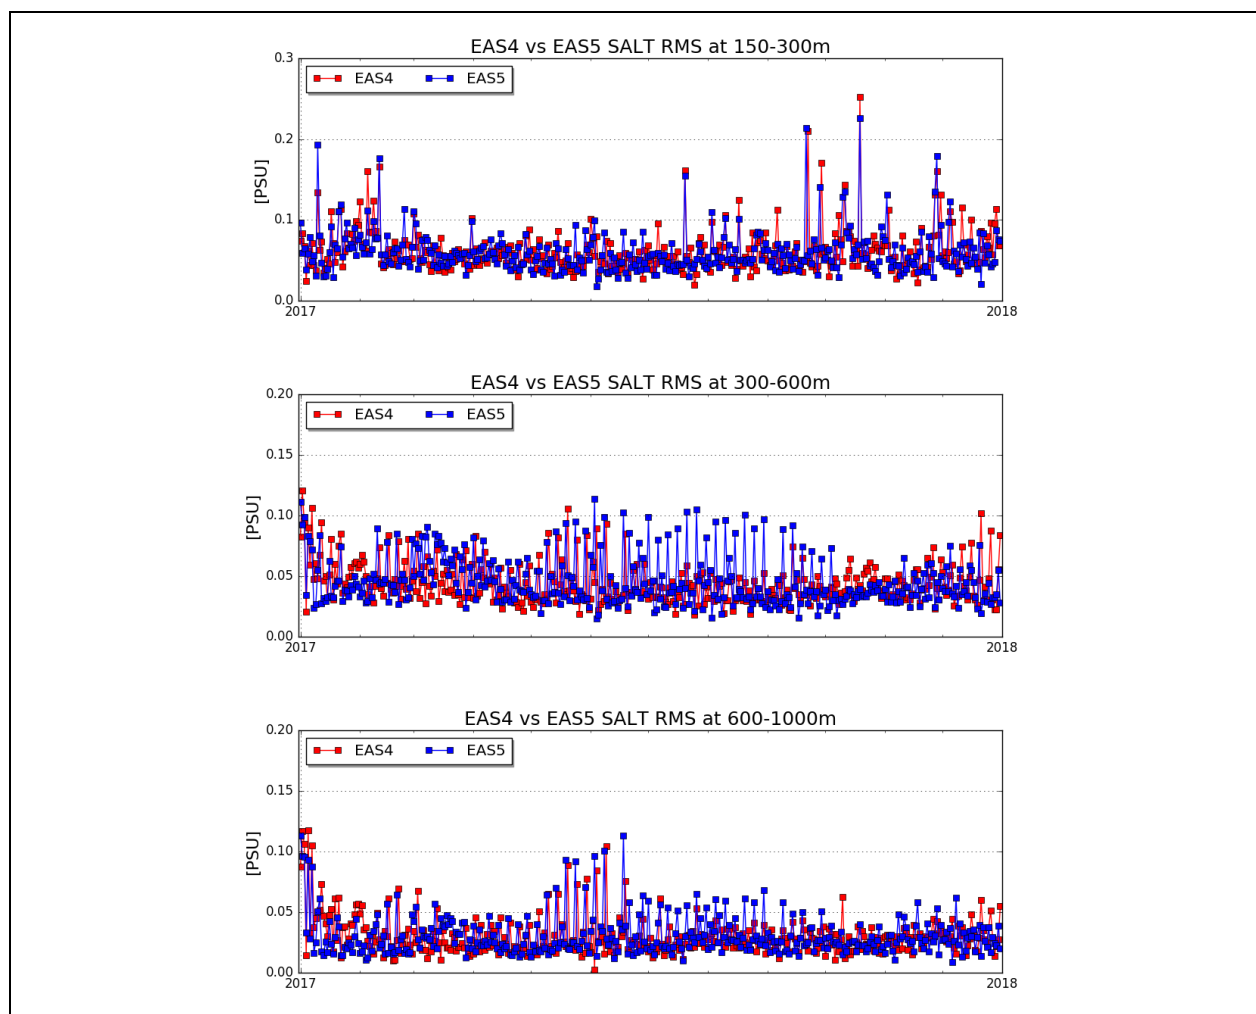 EAS4 vs EAS5 SALT RMS at 150-300m
EAS4 EAS5
[PSU]
0.3
0.2
0.1
0.0
2017 2018
EAS4 vs EAS5 SALT RMS at 300-600m
EAS4 EAS5
[PSU]
0.20
0.15
0.10
0.05
0.00
2017 2018
EAS4 vs EAS5 SALT RMS at 600-1000m
EAS4 EAS5
[PSU]
0.20
0.15
0.10
0.05
0.00
2017 2018